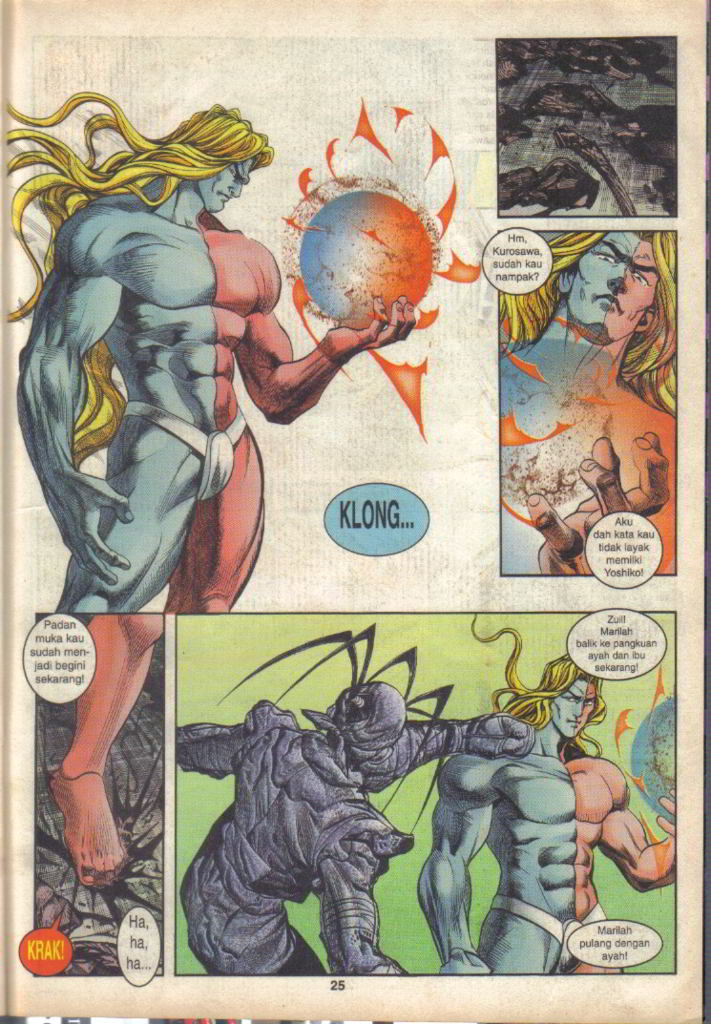 KLONG...
Hm,
Kurosawa,
sudah kau
nampak?
Aku
dah kata kau
tidak layak
memilki
Yoshiko!
Padan
muka kau
sudah men-
jadi begini
sekarang!
KRAK!
Ha,
ha,
ha...
Zuil!
Marilah
balik ke pangkuan
ayah dan ibu
sekarang!
Marilah
pulang dengan
ayah!
25